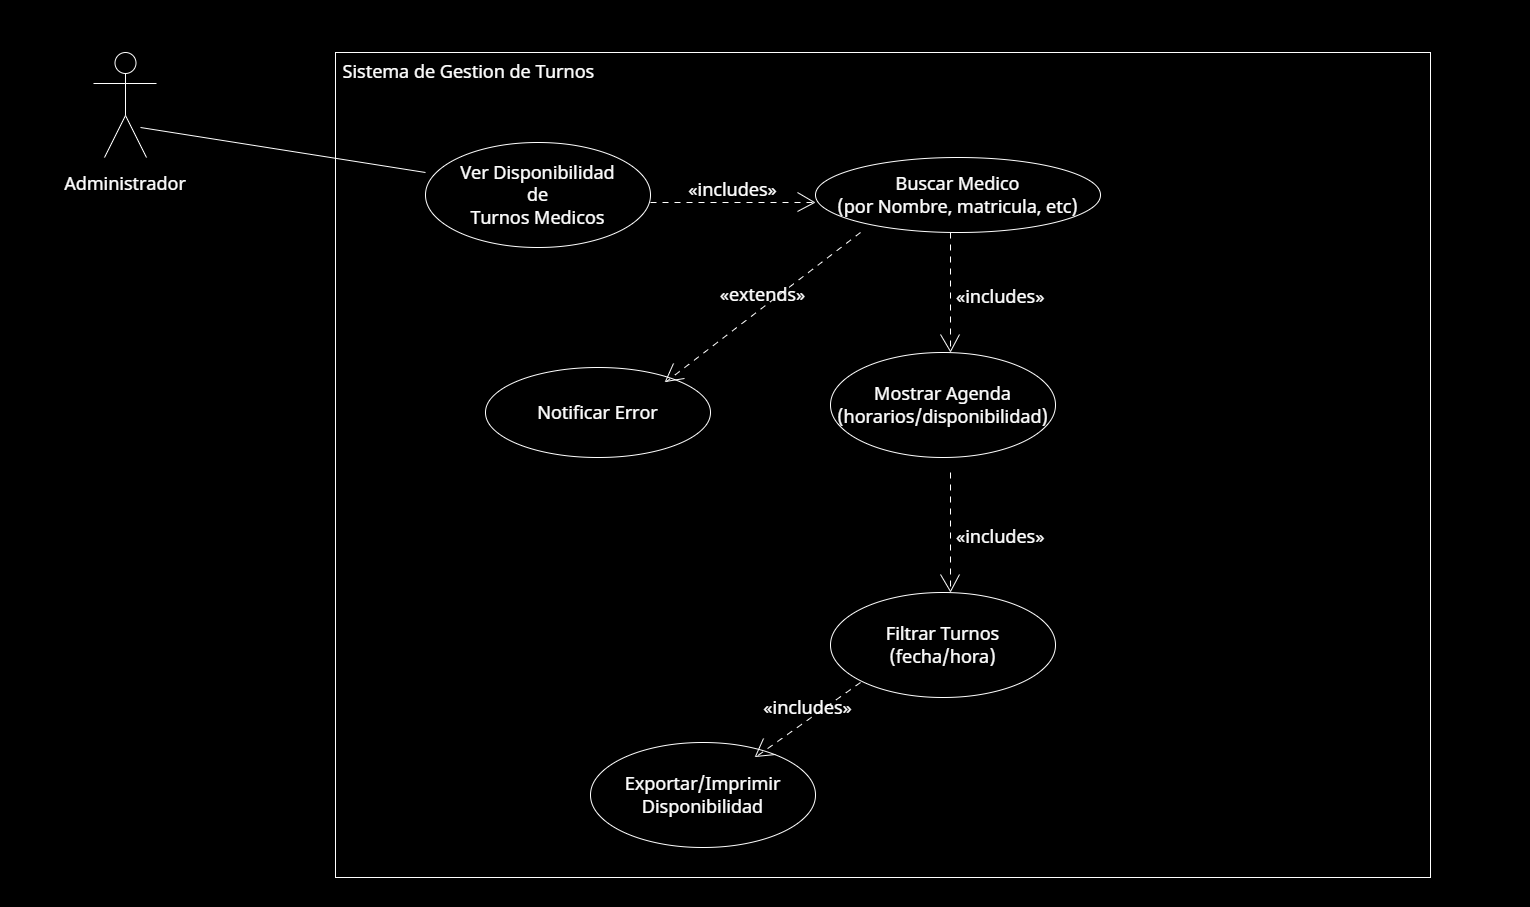 Sistema de Gestion de Turnos
Administrador
Ver Disponibilidad
de
Turnos Medicos
«includes»
Buscar Medico
(por Nombre, matricula, etc)
«extends»
«includes»
Notificar Error
Mostrar Agenda
(horarios/disponibilidad)
«includes»
Filtrar Turnos
(fecha/hora)
«includes»
Exportar/Imprimir
Disponibilidad